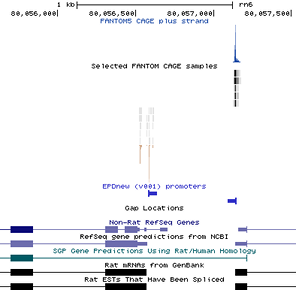 1 kb rn6
80,056,000 80,056,500 80,057,000 80,057,500
FANTOM5 CAGE plus strand
Selected FANTOM CAGE samples
EPDnew (v001) promoters
Gap Locations
Non-Rat RefSeq Genes
RefSeq gene predictions from NCBI
SGP Gene Predictions Using Rat/Human Homology
Rat mRNAs from GenBank
Rat ESTs That Have Been Spliced